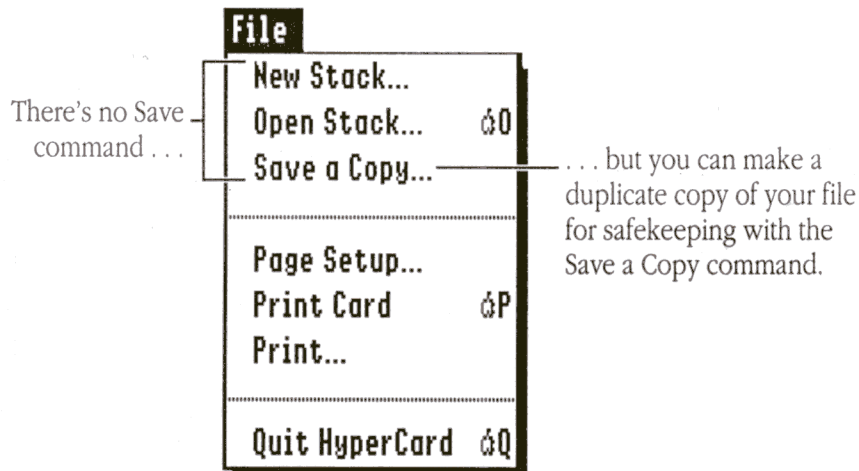 File
New Stack...
Open Stack... O
Save a Copy...
Page Setup...
Print Card P
Print...
Quit HyperCard Q
There's no Save
command . . .
. . . but you can make a
duplicate copy of your file
for safekeeping with the
Save a Copy command.